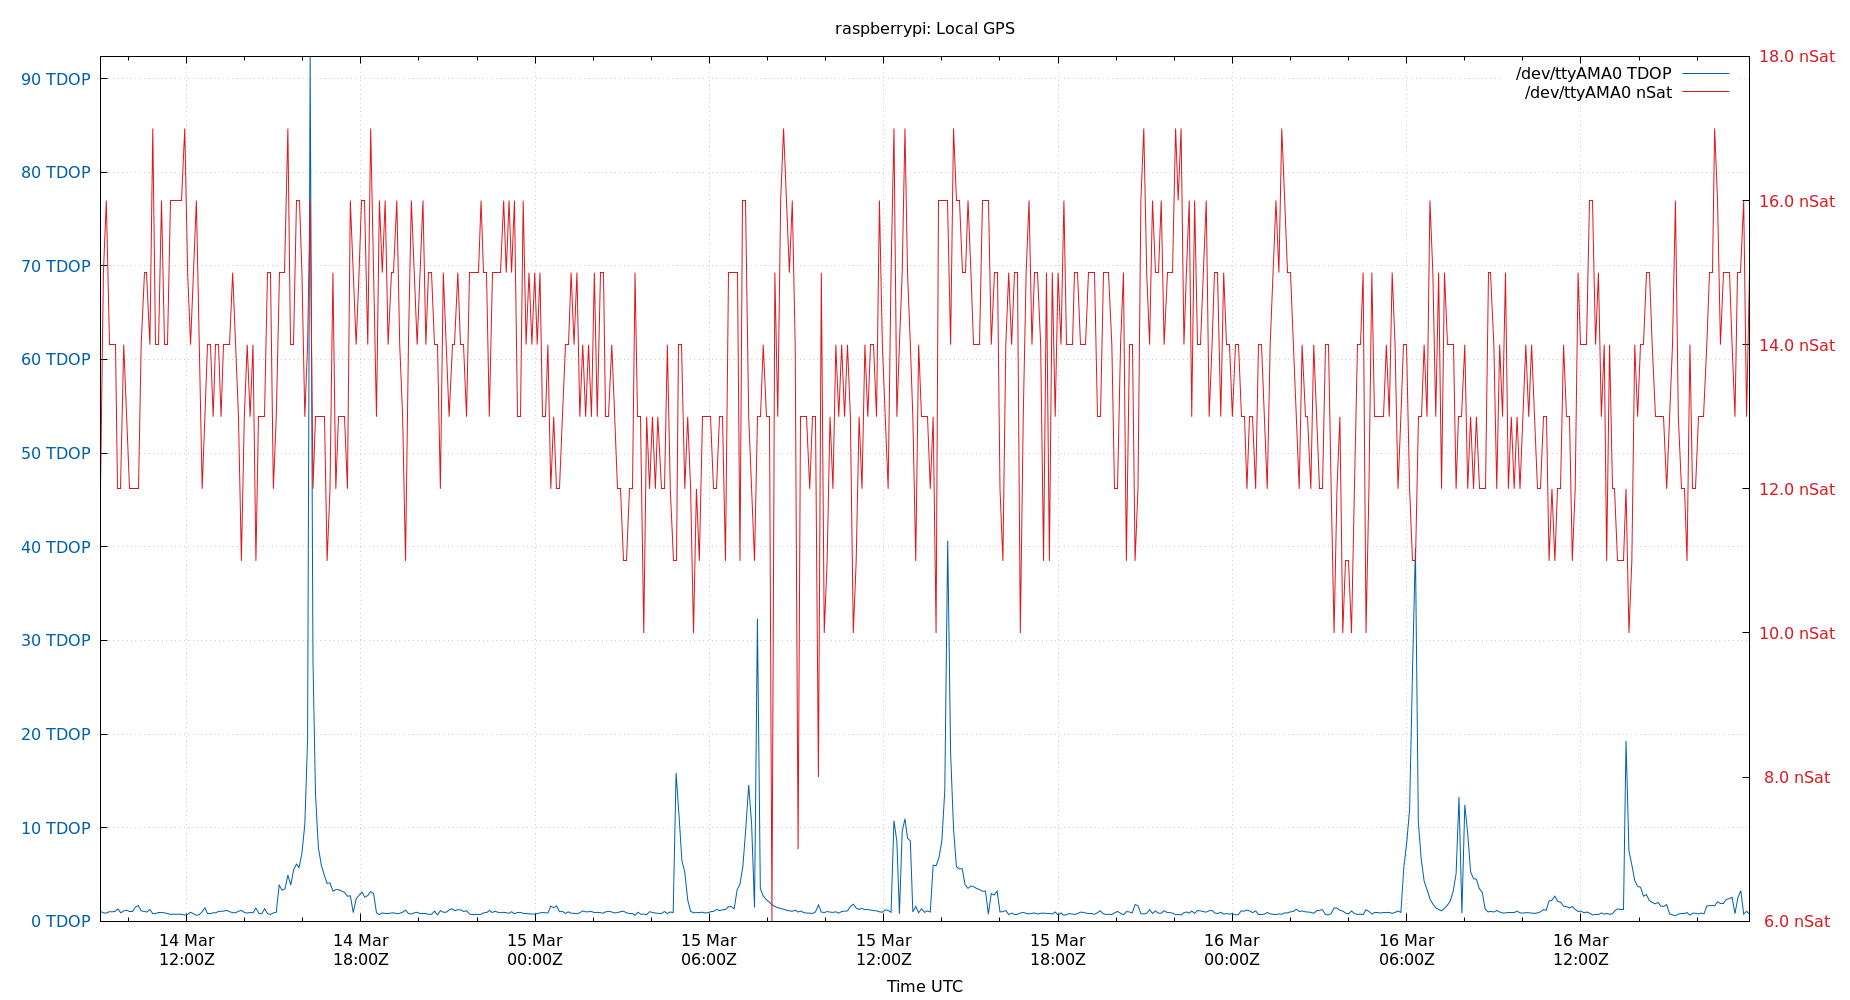 raspberrypi: Local GPS
/dev/ttyAMA0 TDOP
/dev/ttyAMA0 nSat
90 TDOP
80 TDOP
70 TDOP
60 TDOP
50 TDOP
40 TDOP
30 TDOP
20 TDOP
10 TDOP
0 TDOP
18.0 nSat
16.0 nSat
14.0 nSat
12.0 nSat
10.0 nSat
8.0 nSat
6.0 nSat
14 Mar
12:00Z
14 Mar
18:00Z
15 Mar
00:00Z
15 Mar
06:00Z
15 Mar
12:00Z
15 Mar
18:00Z
16 Mar
00:00Z
16 Mar
06:00Z
16 Mar
12:00Z
Time UTC